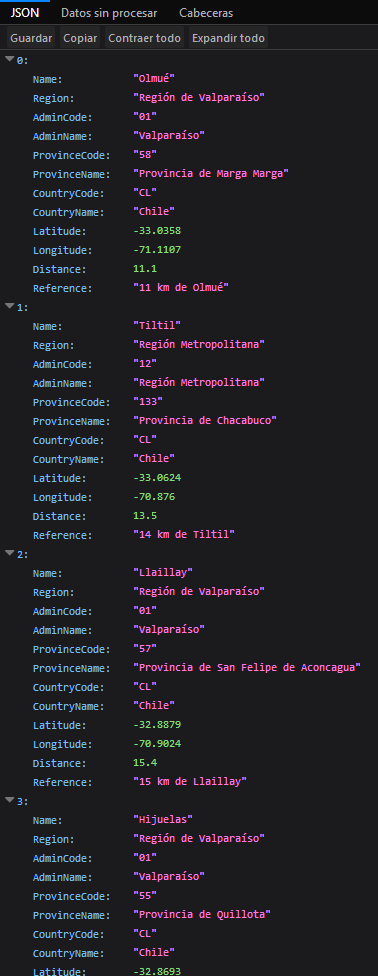 JSON Datos sin procesar Cabeceras
Guardar Copiar Contraer todo Expandir todo
0:
Name: "Olmué"
Region: "Región de Valparaíso"
AdminCode: "01"
AdminName: "Valparaíso"
ProvinceCode: "58"
ProvinceName: "Provincia de Marga Marga"
CountryCode: "CL"
CountryName: "Chile"
Latitude: -33.0358
Longitude: -71.1107
Distance: 11.1
Reference: "11 km de Olmué"
1:
Name: "Tiltil"
Region: "Región Metropolitana"
AdminCode: "12"
AdminName: "Región Metropolitana"
ProvinceCode: "133"
ProvinceName: "Provincia de Chacabuco"
CountryCode: "CL"
CountryName: "Chile"
Latitude: -33.0624
Longitude: -70.876
Distance: 13.5
Reference: "14 km de Tiltil"
2:
Name: "Llaillay"
Region: "Región de Valparaíso"
AdminCode: "01"
AdminName: "Valparaíso"
ProvinceCode: "57"
ProvinceName: "Provincia de San Felipe de Aconcagua"
CountryCode: "CL"
CountryName: "Chile"
Latitude: -32.8879
Longitude: -70.9024
Distance: 15.4
Reference: "15 km de Llaillay"
3:
Name: "Hijuelas"
Region: "Región de Valparaíso"
AdminCode: "01"
AdminName: "Valparaíso"
ProvinceCode: "55"
ProvinceName: "Provincia de Quillota"
CountryCode: "CL"
CountryName: "Chile"
Latitude: -32.8693